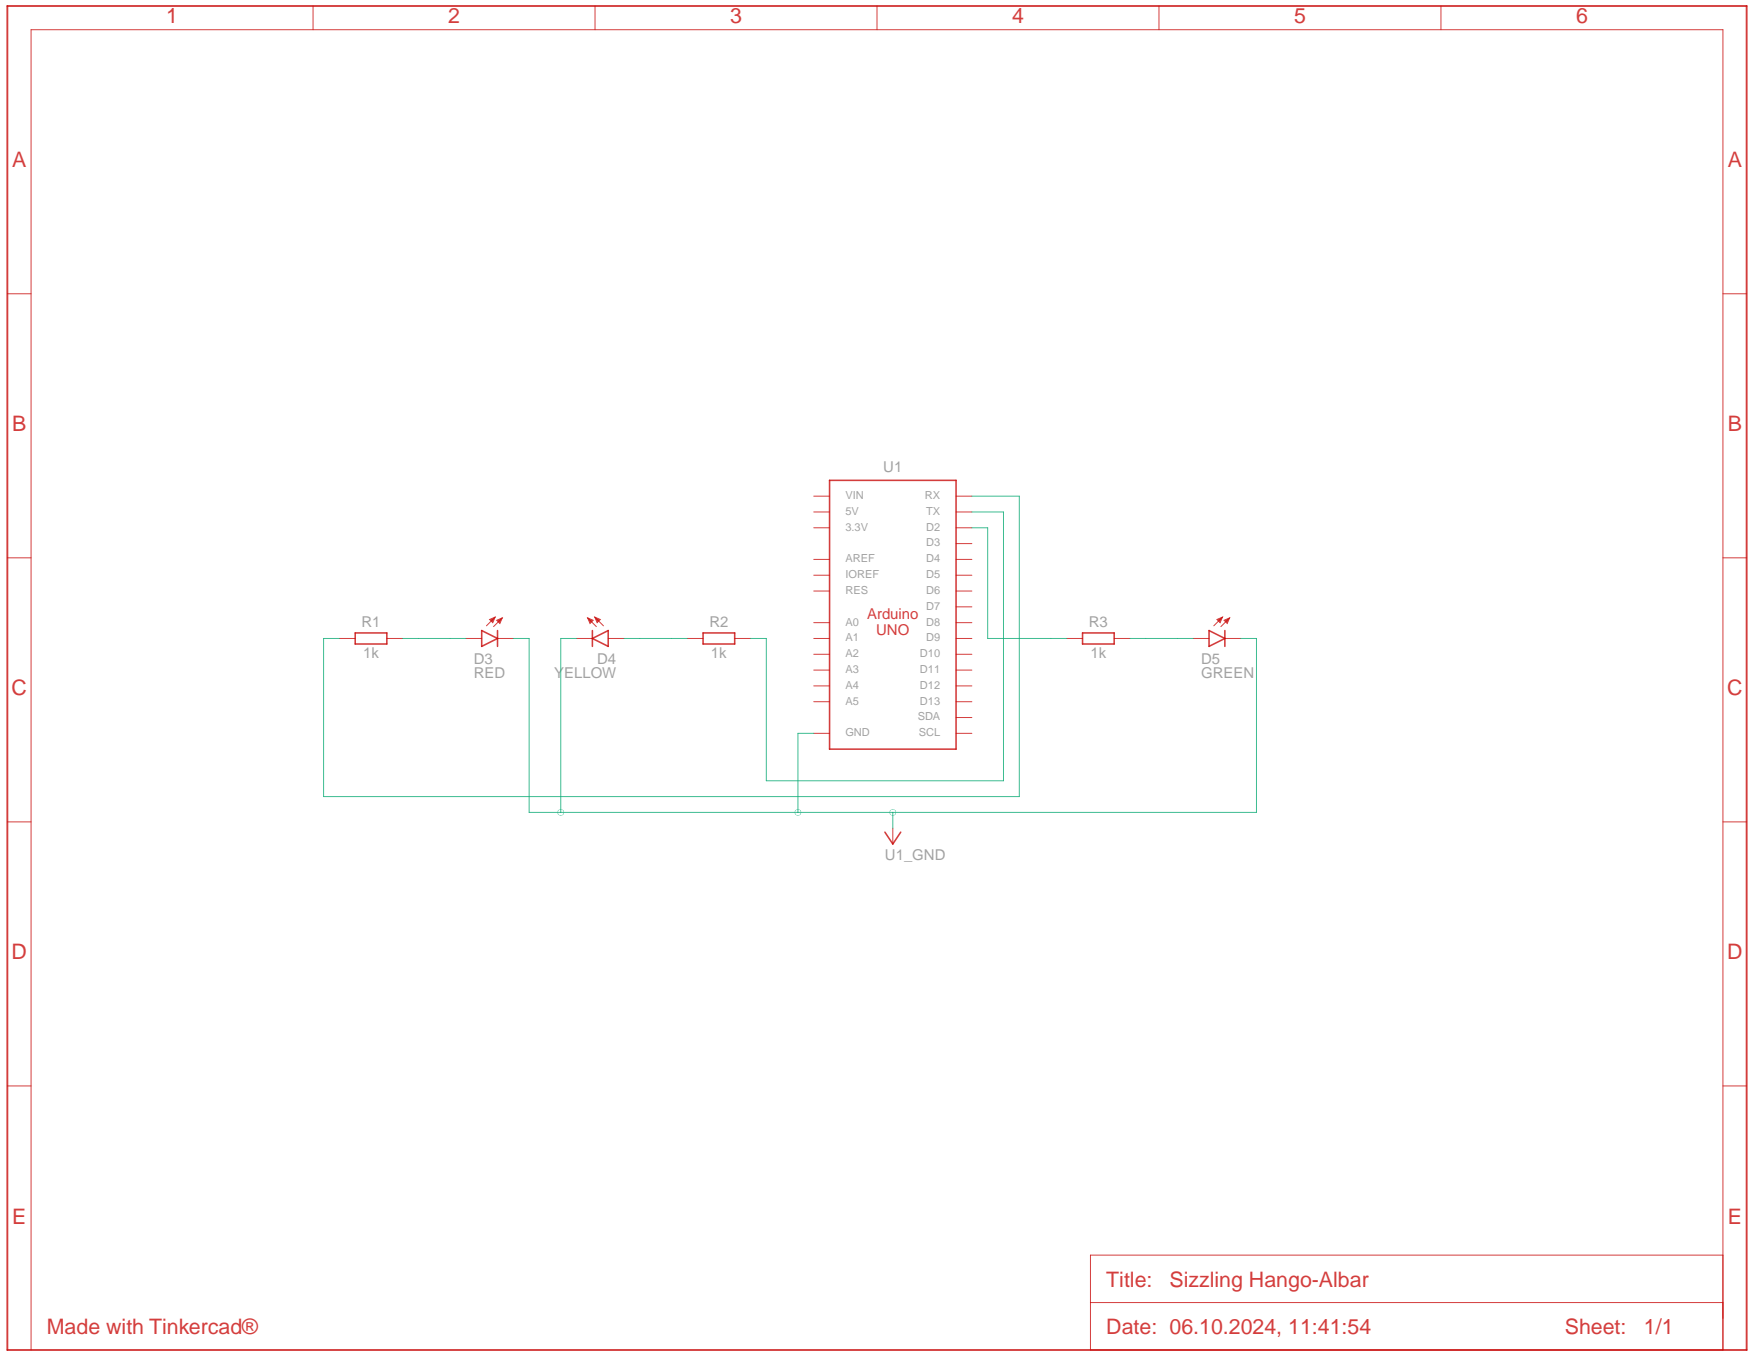 1 2 3 4 5 6
A A
B B
U1
VIN RX
5V TX
3.3V D2
D3
AREF D4
IOREF D5
RES D6
D7
Arduino
UNO
A0 D8
A1 D9
A2 D10
A3 D11
A4 D12
A5 D13
SDA
GND SCL
R1
1k
D3
RED
D4
YELLOW
R2
1k
R3
1k
D5
GREEN
C C
U1_GND
D D
E E
Title: Sizzling Hango-Albar
Date: 06.10.2024, 11:41:54 Sheet: 1/1
Made with Tinkercad®